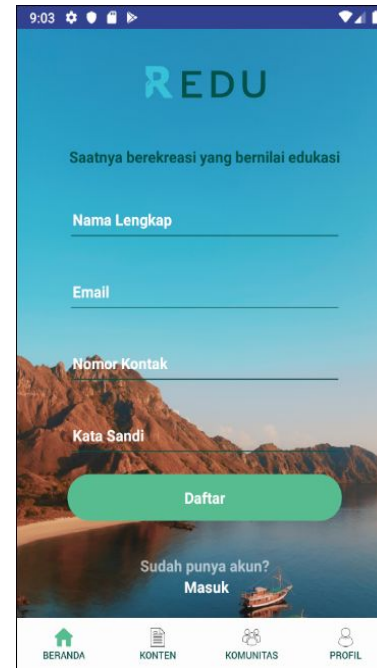 9:03
REDU
Saatnya berekreasi yang bernilai edukasi
Nama Lengkap
Email
Nomor Kontak
Kata Sandi
Daftar
Sudah punya akun?
Masuk
BERANDA KONTEN KOMUNITAS PROFIL